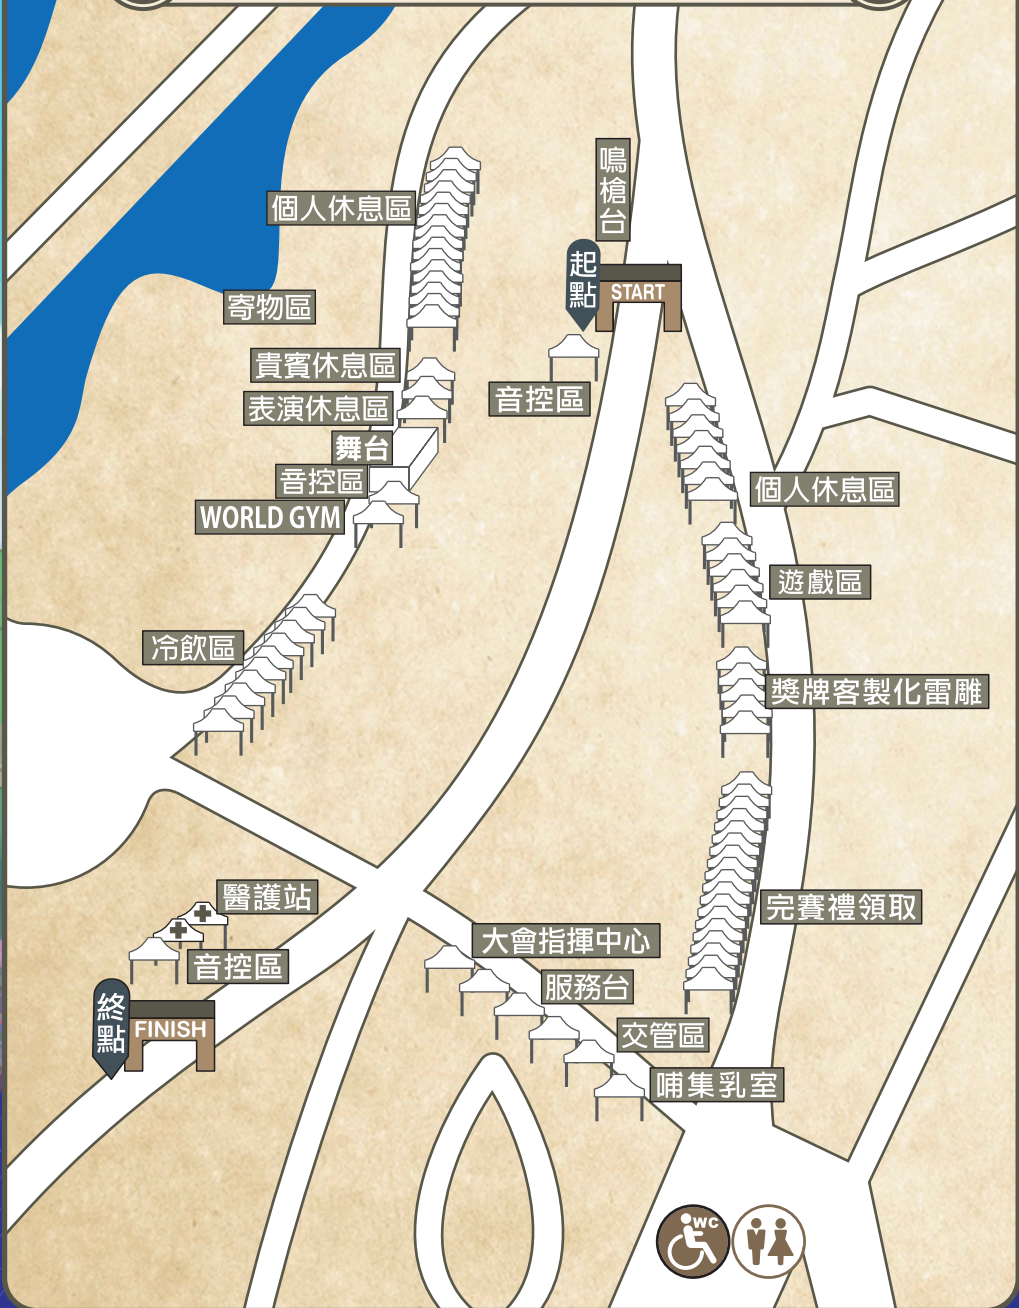 鳴槍台
個人休息區
起點
START
寄物區
貴賓休息區
音控區
表演休息區
舞台
音控區
WORLD GYM
個人休息區
遊戲區
冷飲區
獎牌客製化雷雕
醫護站
完賽禮領取
大會指揮中心
音控區
服務台
終點
FINISH
交管區
哺集乳室
WC